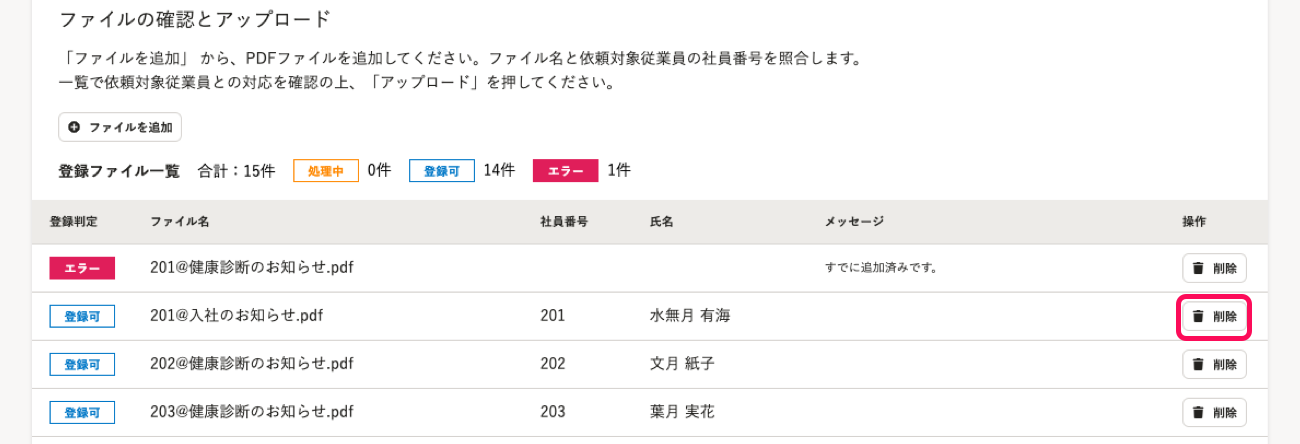 ファイルの確認とアップロード
「ファイルを追加」 から、PDFファイルを追加してください。ファイル名と依頼対象従業員の社員番号を照合します。
一覧で依頼対象従業員との対応を確認の上、「アップロード」を押してください。
ファイルを追加
登録ファイル一覧 合計：15件 処理中 0件 登録可 14件 エラー 1件
登録判定 ファイル名 社員番号 氏名 メッセージ 操作
エラー 201@健康診断のお知らせ.pdf すでに追加済みです。 削除
登録可 201@入社のお知らせ.pdf 201 水無月 有海 削除
登録可 202@健康診断のお知らせ.pdf 202 文月 紙子 削除
登録可 203@健康診断のお知らせ.pdf 203 葉月 実花 削除